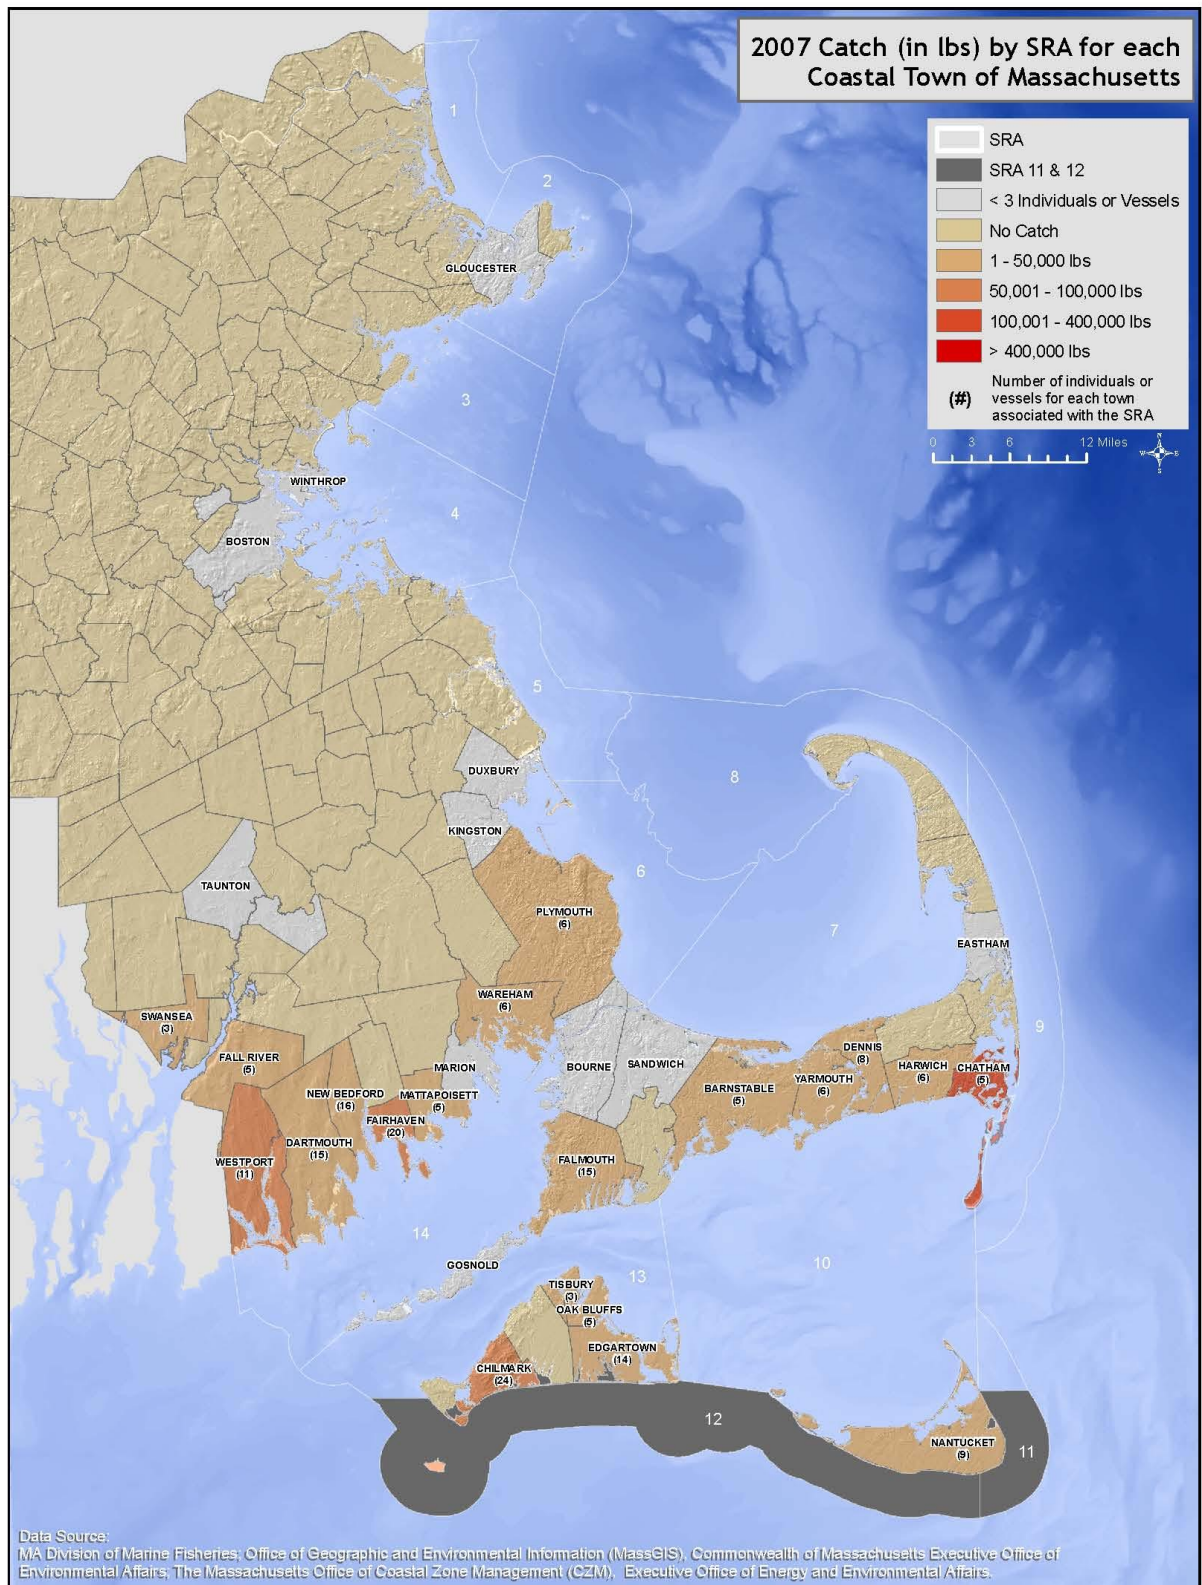 2007 Catch (in lbs) by SRA for each
Coastal Town of Massachusetts
SRA
SRA 11 & 12
< 3 Individuals or Vessels
No Catch
1 - 50,000 lbs
50,001 - 100,000 lbs
100,001 - 400,000 lbs
> 400,000 lbs
(#)
Number of individuals or
vessels for each town
associated with the SRA
0 3 6 12 Miles
N
W E
S
1
2
GLOUCESTER
3
WINTHROP
4
BOSTON
5
DUXBURY
8
KINGSTON
6
TAUNTON
PLYMOUTH
(6)
7
EASTHAM
WAREHAM
(6)
SWANSEA
(3)
9
FALL RIVER
(5)
MARION
BOURNE
SANDWICH
DENNIS
(8)
HARWICH
(6)
CHATHAM
(5)
NEW BEDFORD
(16)
MATTAPOISETT
(5)
BARNSTABLE
(5)
YARMOUTH
(6)
FAIRHAVEN
(20)
DARTMOUTH
(15)
WESTPORT
(11)
FALMOUTH
(15)
14
GOSNOLD
13
10
TISBURY
(3)
OAK BLUFFS
(5)
EDGARTOWN
(14)
CHILMARK
(24)
12
NANTUCKET
(9)
11
Data Source:
MA Division of Marine Fisheries; Office of Geographic and Environmental Information (MassGIS), Commonwealth of Massachusetts Executive Office of
Environmental Affairs; The Massachusetts Office of Coastal Zone Management (CZM), Executive Office of Energy and Environmental Affairs.